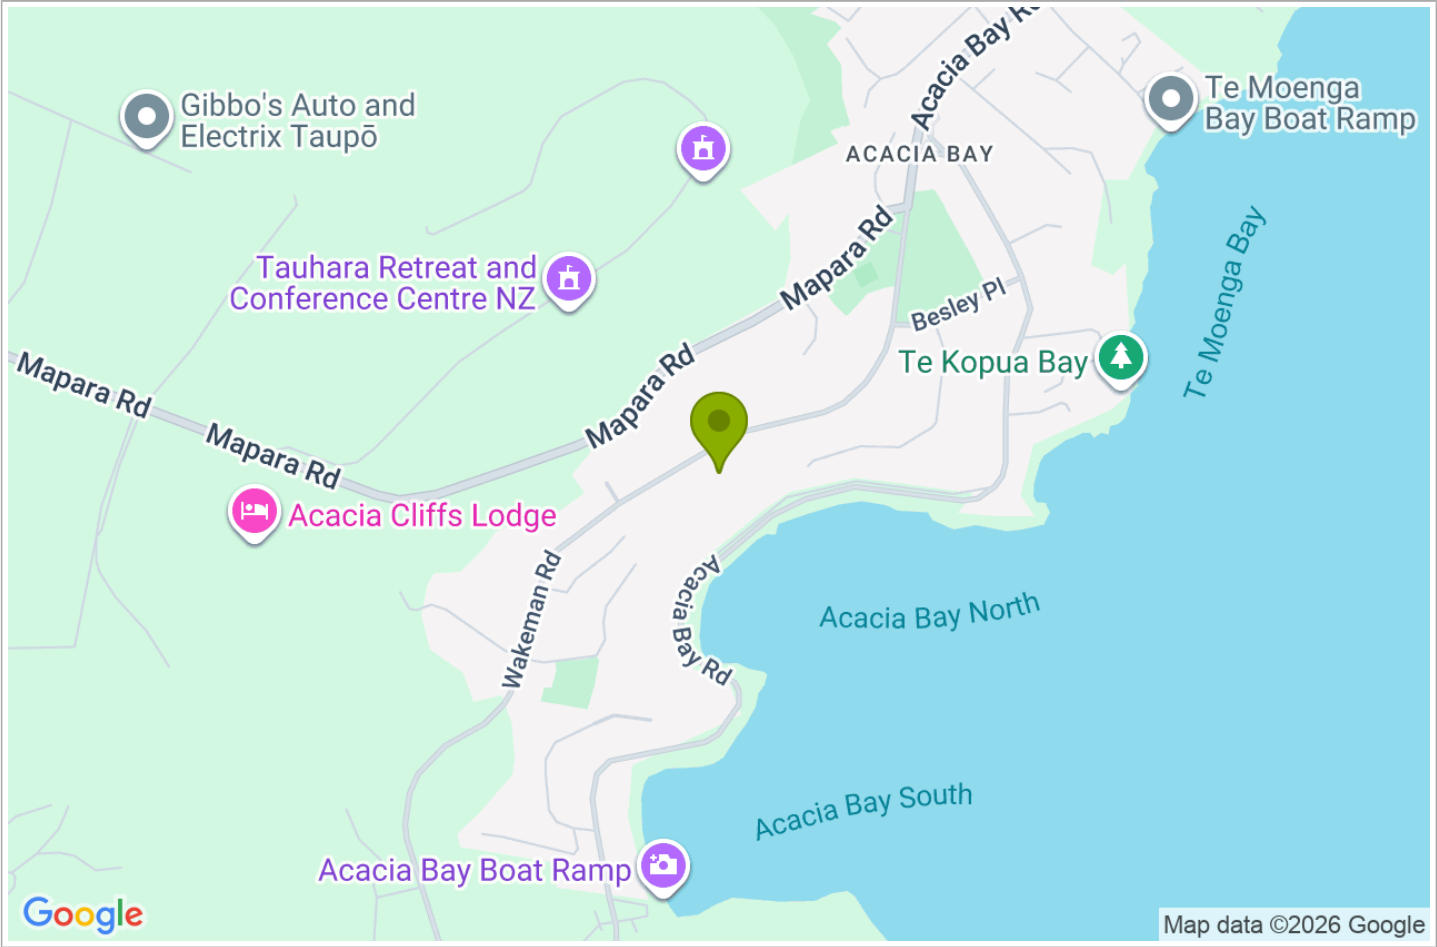 Acacia Bay Rd
Te Moenga
Bay Boat Ramp
Gibbo's Auto and
Electrix Taupō
ACACIA BAY
Mapara Rd
Te Moenga Bay
Tauhara Retreat and
Conference Centre NZ
Besley Pl
Mapara Rd
Te Kopua Bay
Mapara Rd
Mapara Rd
Acacia Cliffs Lodge
Wakeman Rd
Acacia Bay Rd
Acacia Bay North
Acacia Bay South
Acacia Bay Boat Ramp
Google
Map data ©2026 Google